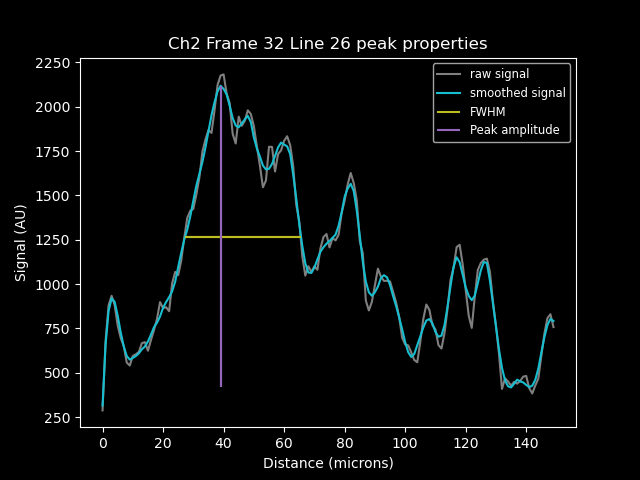 Ch2 Frame 32 Line 26 peak properties
raw signal
smoothed signal
FWHM
Peak amplitude
2250
2000
1750
1500
1250
1000
750
500
250
Signal (AU)
0 20 40 60 80 100 120 140
Distance (microns)